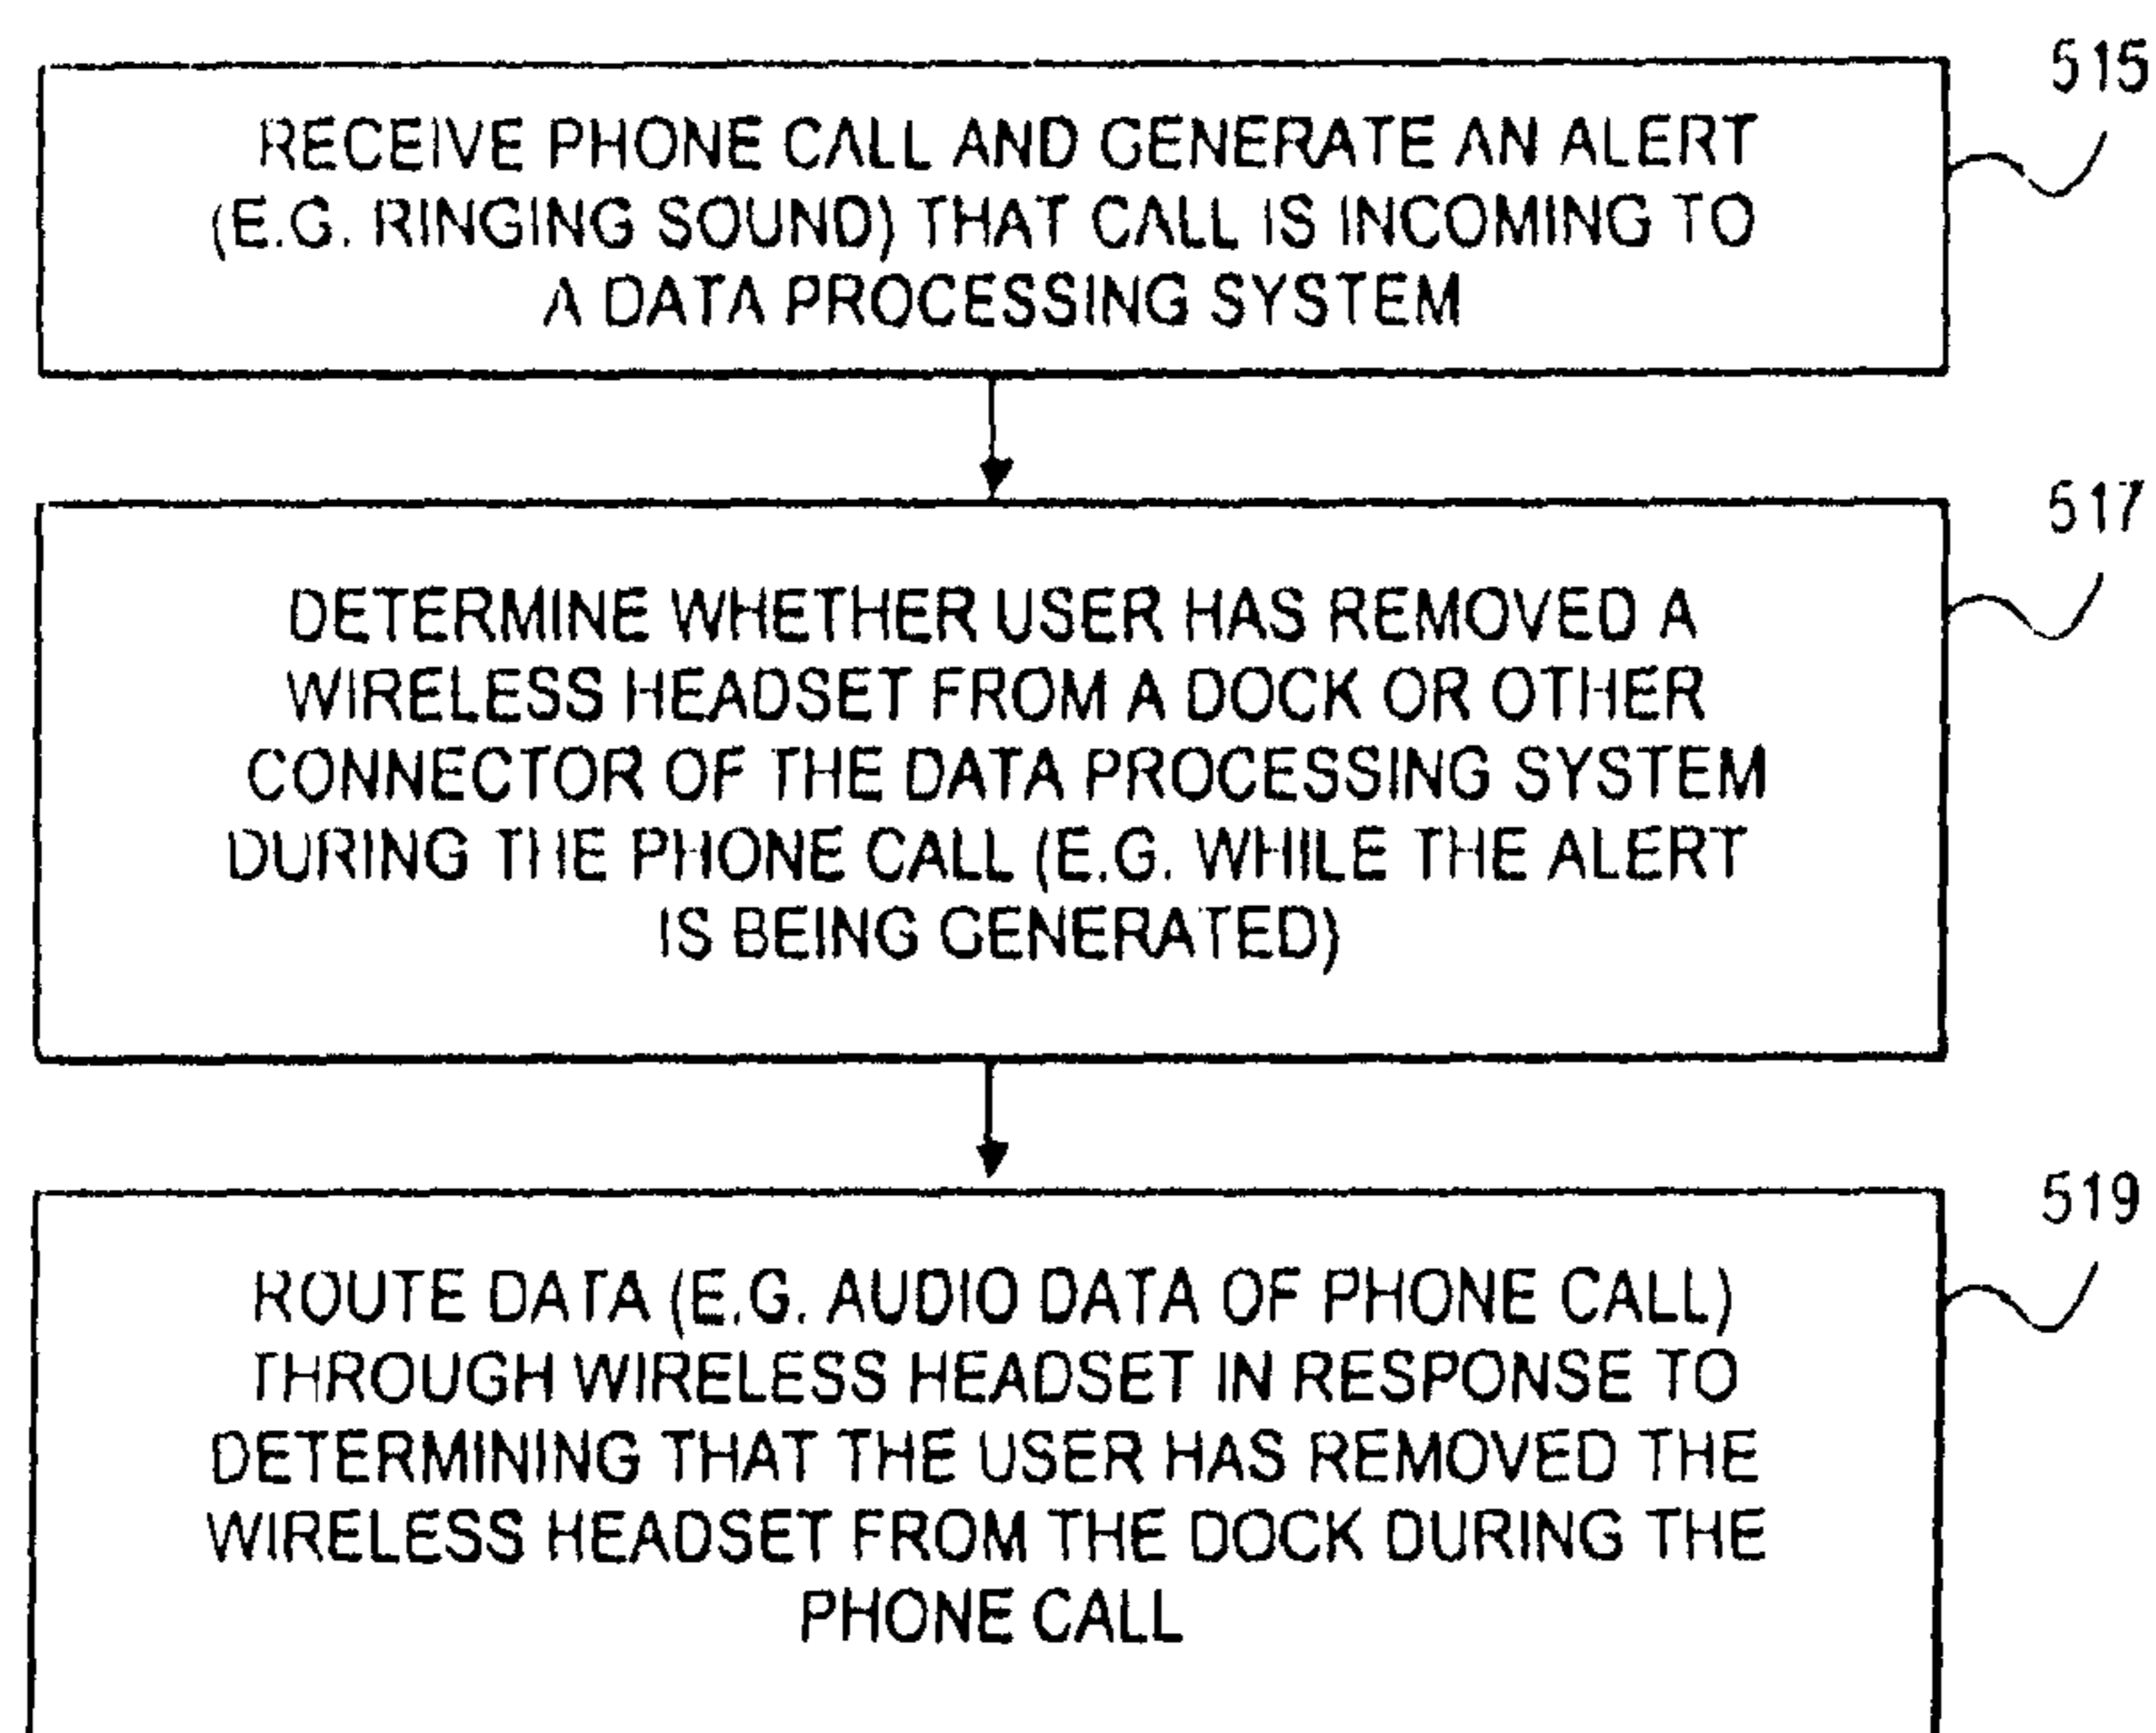 515
RECEIVE PHONE CALL AND GENERATE AN ALERT
(E.G. RINGING SOUND) THAT CALL IS INCOMING TO
A DATA PROCESSING SYSTEM
517
DETERMINE WHETHER USER HAS REMOVED A
WIRELESS HEADSET FROM A DOCK OR OTHER
CONNECTOR OF THE DATA PROCESSING SYSTEM
DURING THE PHONE CALL (E.G. WHILE THE ALERT
IS BEING GENERATED)
519
ROUTE DATA (E.G. AUDIO DATA OF PHONE CALL)
THROUGH WIRELESS HEADSET IN RESPONSE TO
DETERMINING THAT THE USER HAS REMOVED THE
WIRELESS HEADSET FROM THE DOCK DURING THE
PHONE CALL